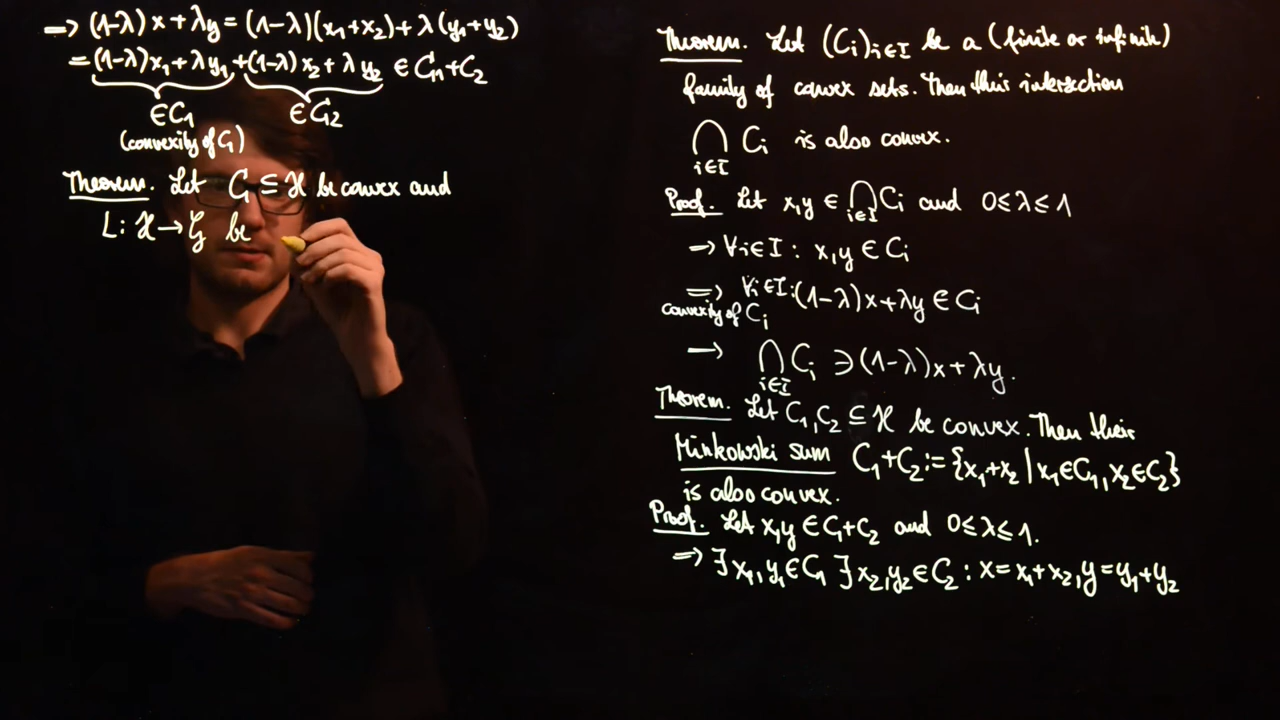 ⟹ (1-λ)x+λy = (1-λ)(x₁+x₂)+λ(y₁+y₂)
= (1-λ)x₁+λy₁ + (1-λ)x₂+λy₂ ∈ C₁+C₂
∈C₁ ∈C₂
(convexity of C₁)
Theorem. Let C ⊆ ℋ be convex and
L: ℋ → 𝒢 be
Theorem. Let (Cᵢ)ᵢ∈I be a (finite or infinite)
family of convex sets. Then their intersection
⋂ Cᵢ is also convex.
i∈I
Proof. Let x,y ∈ ⋂ Cᵢ and 0≤λ≤1
i∈I
⟹ ∀i∈I : x,y ∈ Cᵢ
⟹ ∀i∈I: (1-λ)x+λy ∈ Cᵢ
convexity of Cᵢ
⟹ ⋂ Cᵢ ∋ (1-λ)x+λy.
i∈I
Theorem. Let C₁,C₂ ⊆ ℋ be convex. Then their
Minkowski sum C₁+C₂ := {x₁+x₂ | x₁∈C₁, x₂∈C₂}
is also convex.
Proof. Let x,y ∈ C₁+C₂ and 0≤λ≤1.
⟹ ∃x₁,y₁∈C₁ ∃x₂,y₂∈C₂ : x=x₁+x₂, y=y₁+y₂